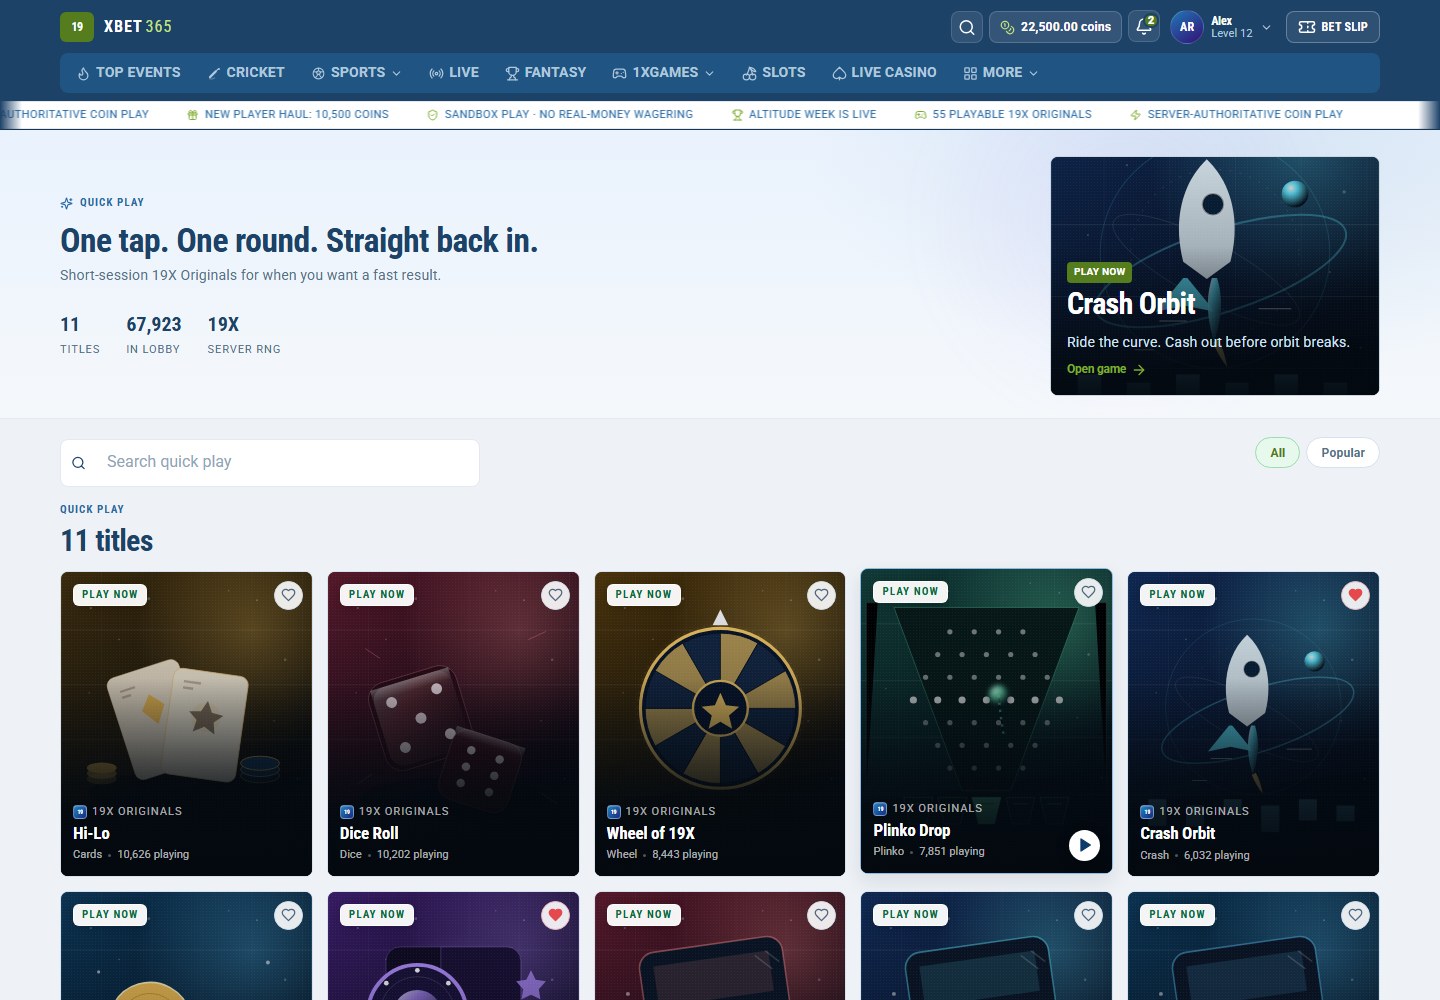 19 XBET 365
22,500.00 coins
2
AR
Alex
Level 12
BET SLIP
TOP EVENTS CRICKET SPORTS LIVE FANTASY 1XGAMES SLOTS LIVE CASINO MORE
AUTHORITATIVE COIN PLAY NEW PLAYER HAUL: 10,500 COINS SANDBOX PLAY · NO REAL-MONEY WAGERING ALTITUDE WEEK IS LIVE 55 PLAYABLE 19X ORIGINALS SERVER-AUTHORITATIVE COIN PLAY
QUICK PLAY
One tap. One round. Straight back in.
Short-session 19X Originals for when you want a fast result.
11 67,923 19X
TITLES IN LOBBY SERVER RNG
PLAY NOW
Crash Orbit
Ride the curve. Cash out before orbit breaks.
Open game
Search quick play
All Popular
QUICK PLAY
11 titles
PLAY NOW
19 19X ORIGINALS
Hi-Lo
Cards • 10,626 playing
PLAY NOW
19 19X ORIGINALS
Dice Roll
Dice • 10,202 playing
PLAY NOW
19 19X ORIGINALS
Wheel of 19X
Wheel • 8,443 playing
PLAY NOW
19 19X ORIGINALS
Plinko Drop
Plinko • 7,851 playing
PLAY NOW
19 19X ORIGINALS
Crash Orbit
Crash • 6,032 playing
PLAY NOW
PLAY NOW
PLAY NOW
PLAY NOW
PLAY NOW